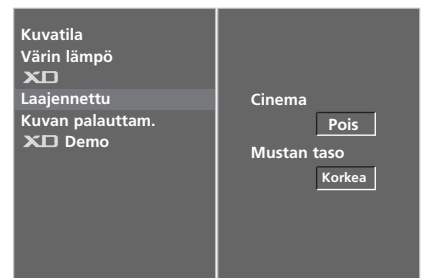 Kuvatila
Värin lämpö
XD
Laajennettu
Kuvan palauttam.
XD Demo
Cinema
Pois
Mustan taso
Korkea